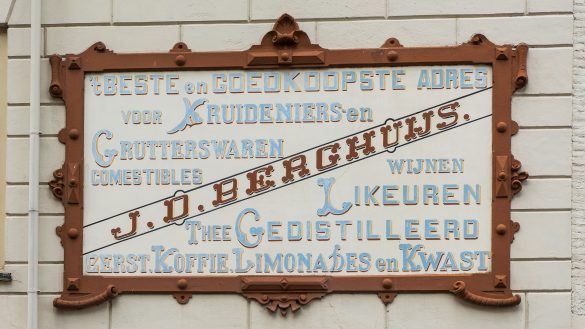 'T BESTE en GOEDKOOPSTE ADRES
VOOR KRUIDENIERS-en
GRUTTERSWAREN
COMESTIBLES
J.D. BERGHUIJS.
WIJNEN
LIKEUREN
THEE GEDISTILLEERD
EERST. KOFFIE, LIMONADES en KWAST